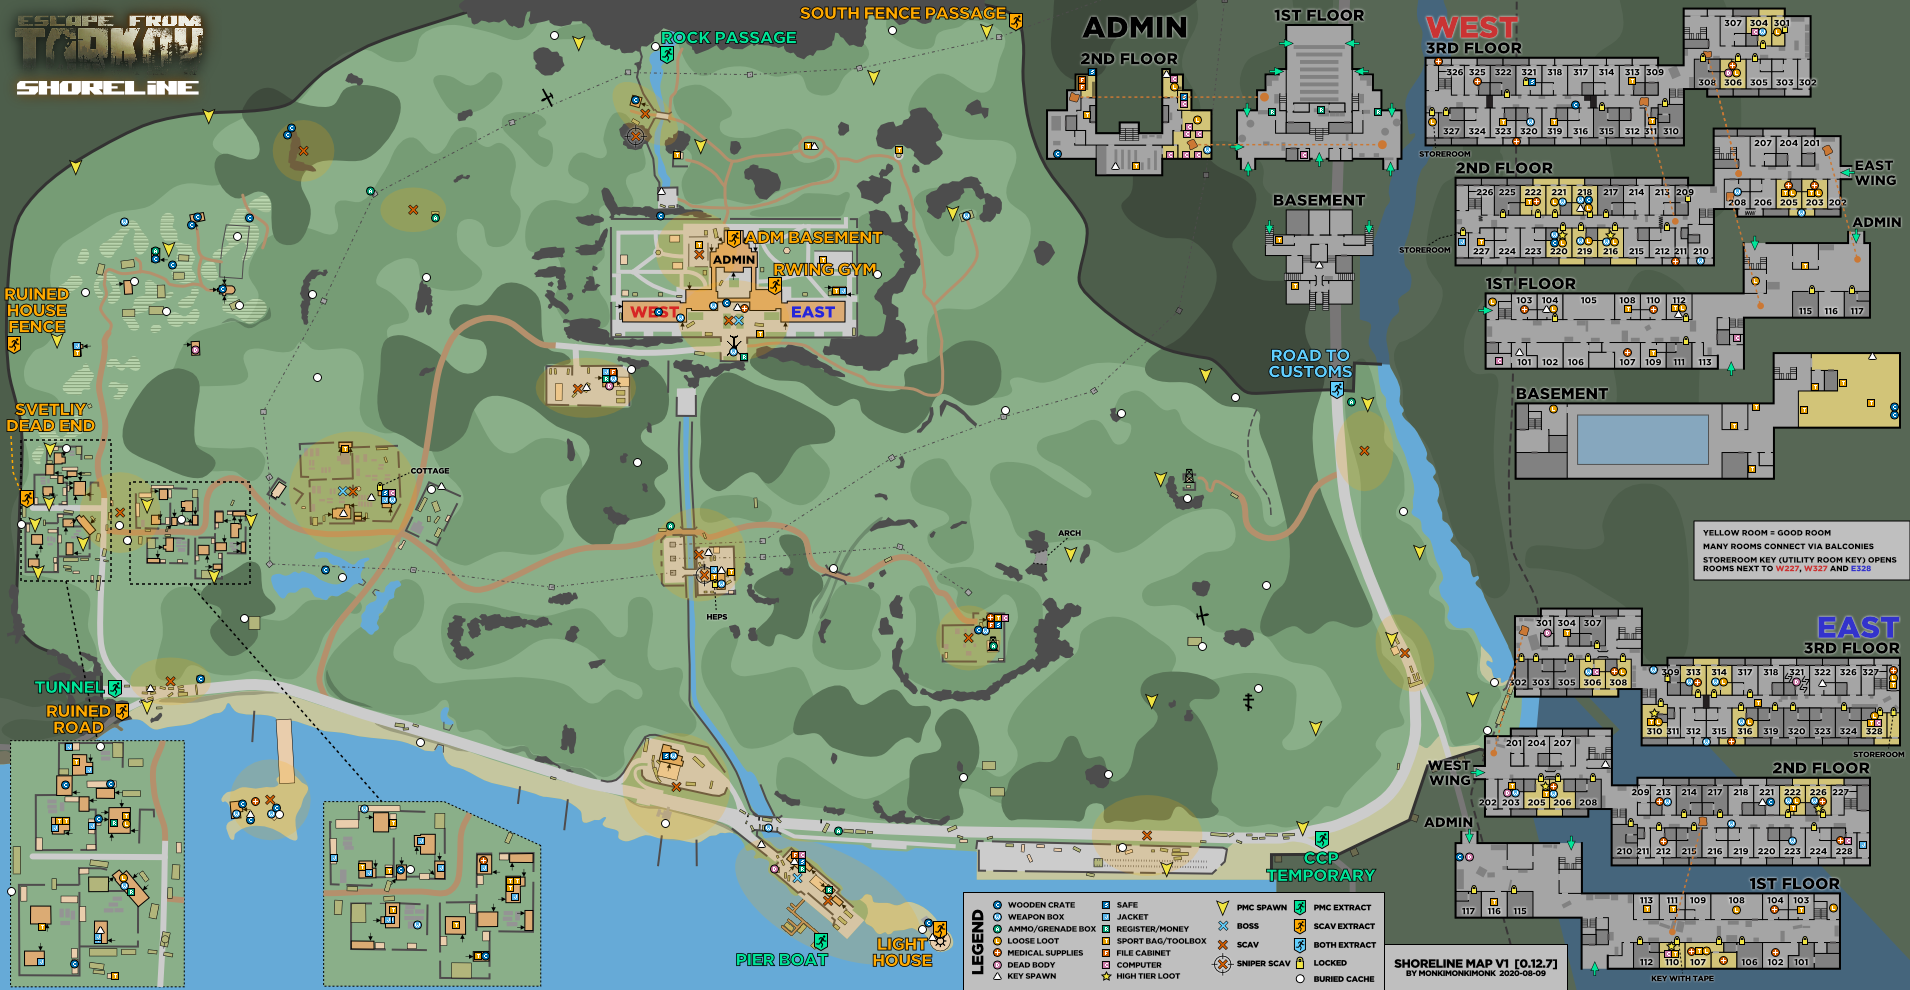 ESCAPE FROM
TARKOV
SHORELINE
SOUTH FENCE PASSAGE
ROCK PASSAGE
ADM BASEMENT
ADMIN
RWING GYM
WEST
EAST
RUINED
HOUSE
FENCE
SVETLIY
DEAD END
COTTAGE
ROAD TO
CUSTOMS
ARCH
HEPS
TUNNEL
RUINED
ROAD
PIER BOAT
LIGHT
HOUSE
CCP
TEMPORARY
ADMIN
1ST FLOOR
2ND FLOOR
BASEMENT
WEST
3RD FLOOR
307 304 301
326 325 322 321 318 317 314 313 309
308 306 305 303 302
327 324 323 320 319 316 315 312 311 310
STOREROOM
2ND FLOOR
207 204 201
EAST
WING
226 225 222 221 218 217 214 213 209
208 206 205 203 202
ADMIN
STOREROOM
227 224 223 220 219 216 215 212 211 210
1ST FLOOR
103 104 105 108 110 112
115 116 117
101 102 106 107 109 111 113
BASEMENT
YELLOW ROOM = GOOD ROOM
MANY ROOMS CONNECT VIA BALCONIES
STOREROOM KEY (UTILITY ROOM KEY) OPENS
ROOMS NEXT TO W227, W327 AND E328
EAST
3RD FLOOR
301 304 307
302 303 305 306 308
309 313 314 317 318 321 322 326 327
310 311 312 315 316 319 320 323 324 328
STOREROOM
2ND FLOOR
201 204 207
WEST
WING
202 203 205 206 208
209 213 214 217 218 221 222 226 227
ADMIN
210 211 212 215 216 219 220 223 224 228
1ST FLOOR
117 116 115
113 111 109 108 104 103
112 110 107 106 102 101
KEY WITH TAPE
LEGEND
WOODEN CRATE
WEAPON BOX
AMMO/GRENADE BOX
LOOSE LOOT
MEDICAL SUPPLIES
DEAD BODY
KEY SPAWN
SAFE
JACKET
REGISTER/MONEY
SPORT BAG/TOOLBOX
FILE CABINET
COMPUTER
HIGH TIER LOOT
PMC SPAWN
BOSS
SCAV
SNIPER SCAV
PMC EXTRACT
SCAV EXTRACT
BOTH EXTRACT
LOCKED
BURIED CACHE
SHORELINE MAP V1 [0.12.7]
BY MONKIMONKIMONK 2020-08-09